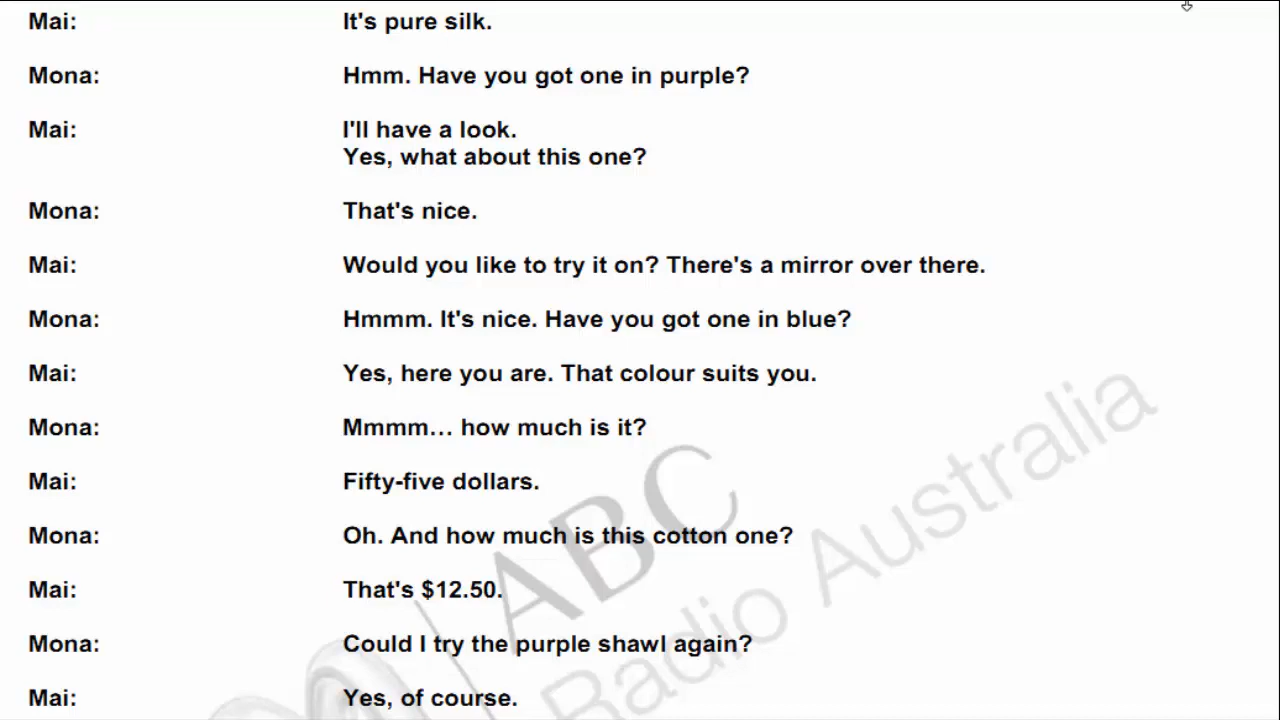 Mai: It's pure silk.
Mona: Hmm. Have you got one in purple?
Mai: I'll have a look.
Yes, what about this one?
Mona: That's nice.
Mai: Would you like to try it on? There's a mirror over there.
Mona: Hmmm. It's nice. Have you got one in blue?
Mai: Yes, here you are. That colour suits you.
Mona: Mmmm… how much is it?
Mai: Fifty-five dollars.
Mona: Oh. And how much is this cotton one?
Mai: That's $12.50.
Mona: Could I try the purple shawl again?
Mai: Yes, of course.
ABC
Radio Australia